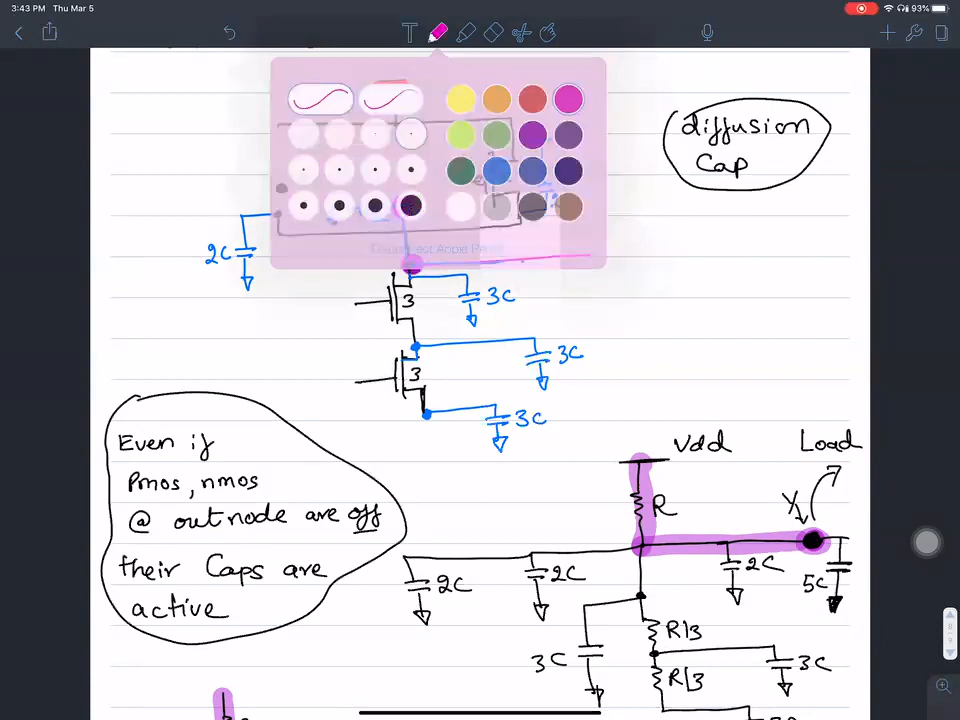 3:43 PM Thu Mar 5
93%
T
diffusion
Cap
2C
3
3C
3C
3
3C
Even if
Pmos, nmos
@ outnode are off
their Caps are
active
Vdd
Load
R
Y
2C
2C
2C
5C
R/3
3C
3C
R/3